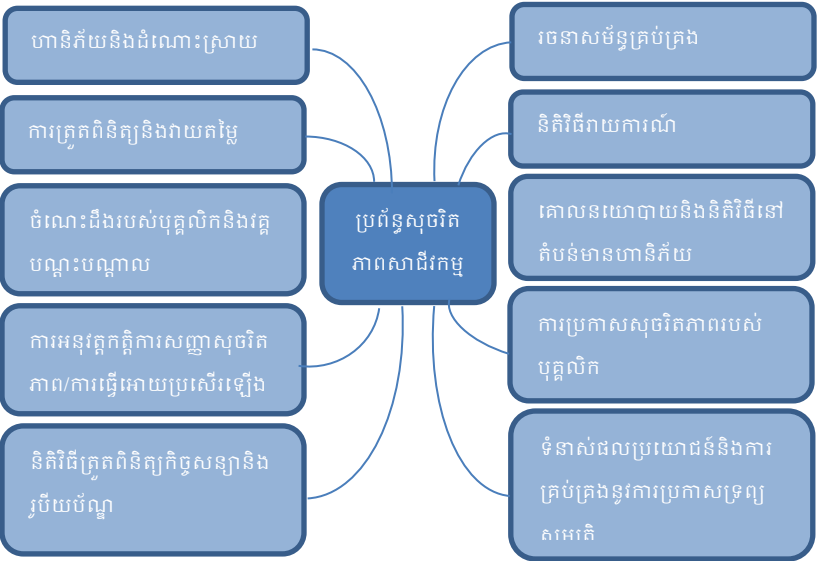 ហានិភ័យនិងដំណោះស្រាយ
ការត្រួតពិនិត្យនិងវាយតម្លៃ
ចំណេះដឹងរបស់បុគ្គលិកនិងវគ្គ
បណ្តុះបណ្តាល
ការអនុវត្តកត្តិការសញ្ញាសុចរិត
ភាព/ការធ្វើអោយប្រសើរឡើង
និតិវិធីត្រួតពិនិត្យកិច្ចសន្យានិង
រូបីយប័ណ្ឌ
ប្រព័ន្ធសុចរិត
ភាពសាជីវកម្ម
រចនាសម័ន្ធគ្រប់គ្រង
និតិវិធីរាយការណ៍
គោលនយោបាយនិងនិតិវិធីនៅ
តំបន់មានហានិភ័យ
ការប្រកាសសុចរិតភាពរបស់
បុគ្គលិក
ទំនាស់ផលប្រយោជន៍និងការ
គ្រប់គ្រងនូវការប្រកាសទ្រព្យ